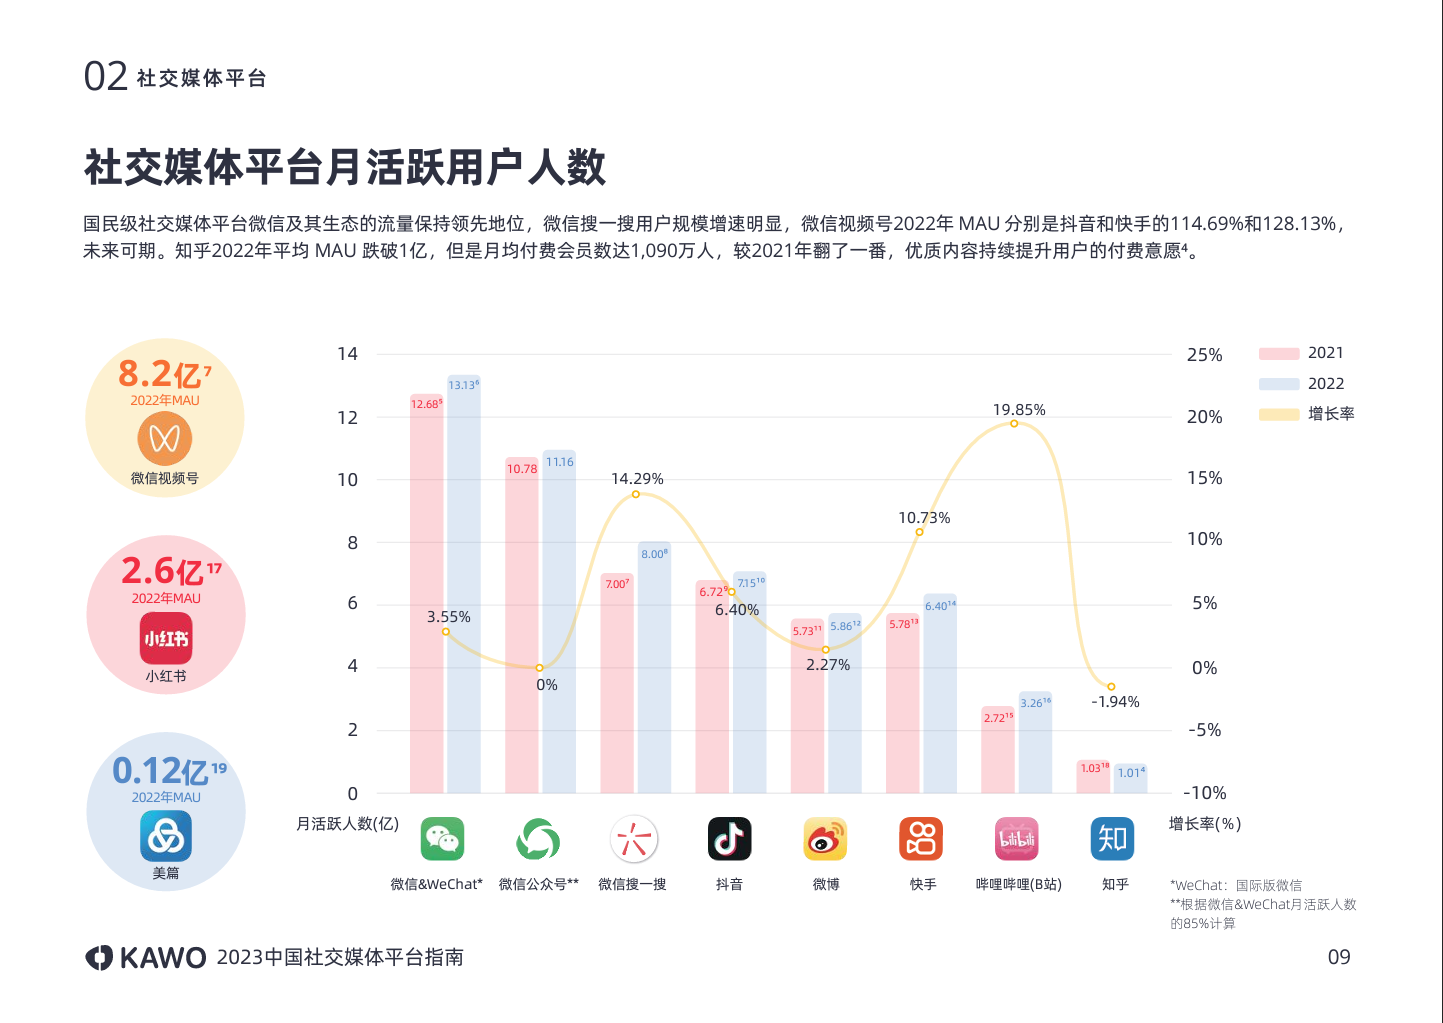 02 社交媒体平台
社交媒体平台月活跃用户人数
国民级社交媒体平台微信及其生态的流量保持领先地位，微信搜一搜用户规模增速明显，微信视频号2022年 MAU 分别是抖音和快手的114.69%和128.13%，
未来可期。知乎2022年平均 MAU 跌破1亿，但是月均付费会员数达1,090万人，较2021年翻了一番，优质内容持续提升用户的付费意愿⁴。
8.2亿⁷
2022年MAU
微信视频号
2.6亿¹⁷
2022年MAU
小红书
小红书
0.12亿¹⁹
2022年MAU
美篇
14
12
10
8
6
4
2
0
月活跃人数(亿)
12.68⁵
13.13⁶
10.78
11.16
7.00⁷
8.00⁸
6.72⁹
7.15¹⁰
5.73¹¹
5.86¹²
5.78¹³
6.40¹⁴
2.72¹⁵
3.26¹⁶
1.03¹⁸
1.01⁴
3.55%
0%
14.29%
6.40%
2.27%
10.73%
19.85%
-1.94%
25%
20%
15%
10%
5%
0%
-5%
-10%
增长率(%)
2021
2022
增长率
bilibili
知
微信&WeChat*
微信公众号**
微信搜一搜
抖音
微博
快手
哔哩哔哩(B站)
知乎
*WeChat：国际版微信
**根据微信&WeChat月活跃人数
的85%计算
KAWO 2023中国社交媒体平台指南
09